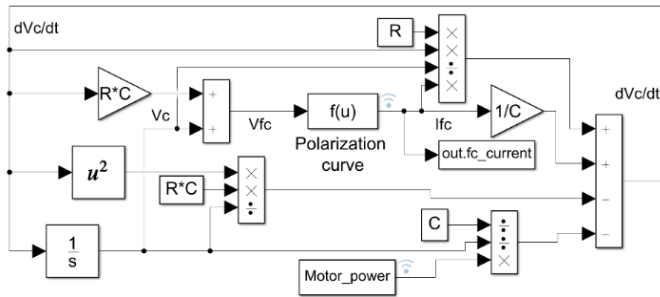 dVc/dt
R
×
×
÷
×
dVc/dt
R*C
Vc
+
+
Vfc
f(u)
Ifc
1/C
Polarization
curve
out.fc_current
+
+
−
−
u²
R*C
×
×
÷
1
s
C
÷
÷
×
Motor_power